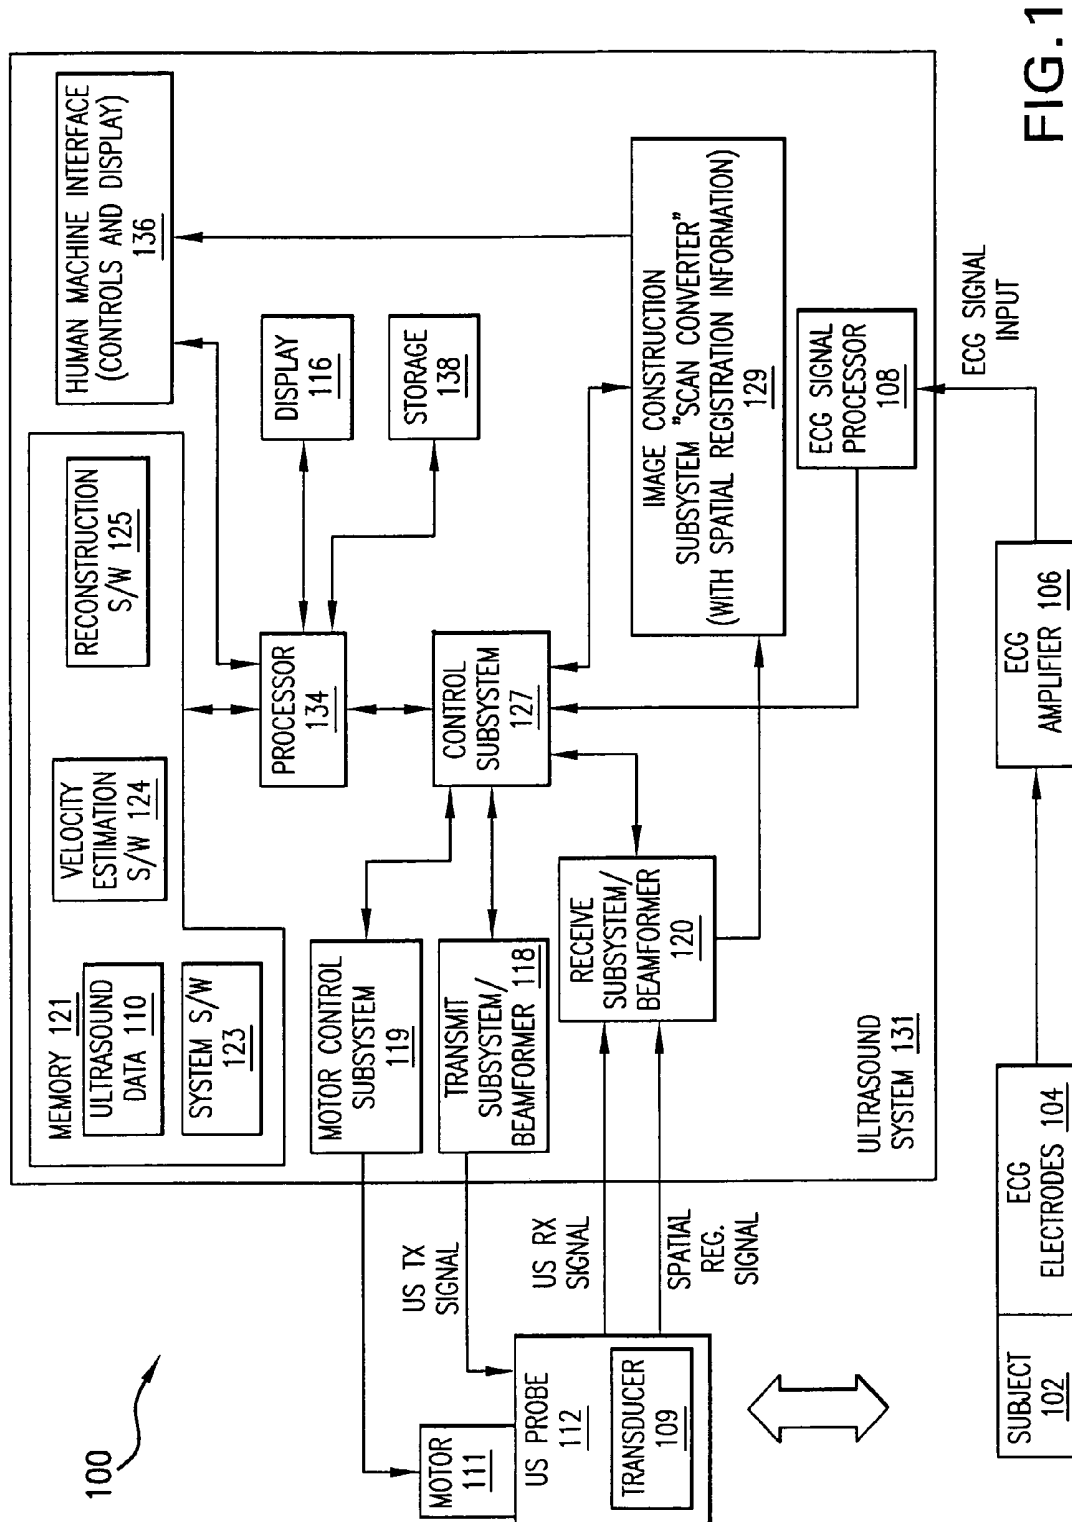 100
MEMORY 121
ULTRASOUND
DATA 110
SYSTEM S/W
123
VELOCITY
ESTIMATION
S/W 124
RECONSTRUCTION
S/W 125
HUMAN MACHINE INTERFACE
(CONTROLS AND DISPLAY)
136
PROCESSOR
134
DISPLAY
116
STORAGE
138
MOTOR CONTROL
SUBSYSTEM
119
TRANSMIT
SUBSYSTEM/
BEAMFORMER 118
CONTROL
SUBSYSTEM
127
RECEIVE
SUBSYSTEM/
BEAMFORMER
120
IMAGE CONSTRUCTION
SUBSYSTEM "SCAN CONVERTER"
(WITH SPATIAL REGISTRATION INFORMATION)
129
ECG SIGNAL
PROCESSOR
108
ULTRASOUND
SYSTEM 131
MOTOR
111
US PROBE
112
TRANSDUCER
109
US TX
SIGNAL
US RX
SIGNAL
SPATIAL
REG.
SIGNAL
SUBJECT
102
ECG
ELECTRODES 104
ECG
AMPLIFIER 106
ECG SIGNAL
INPUT
FIG. 1